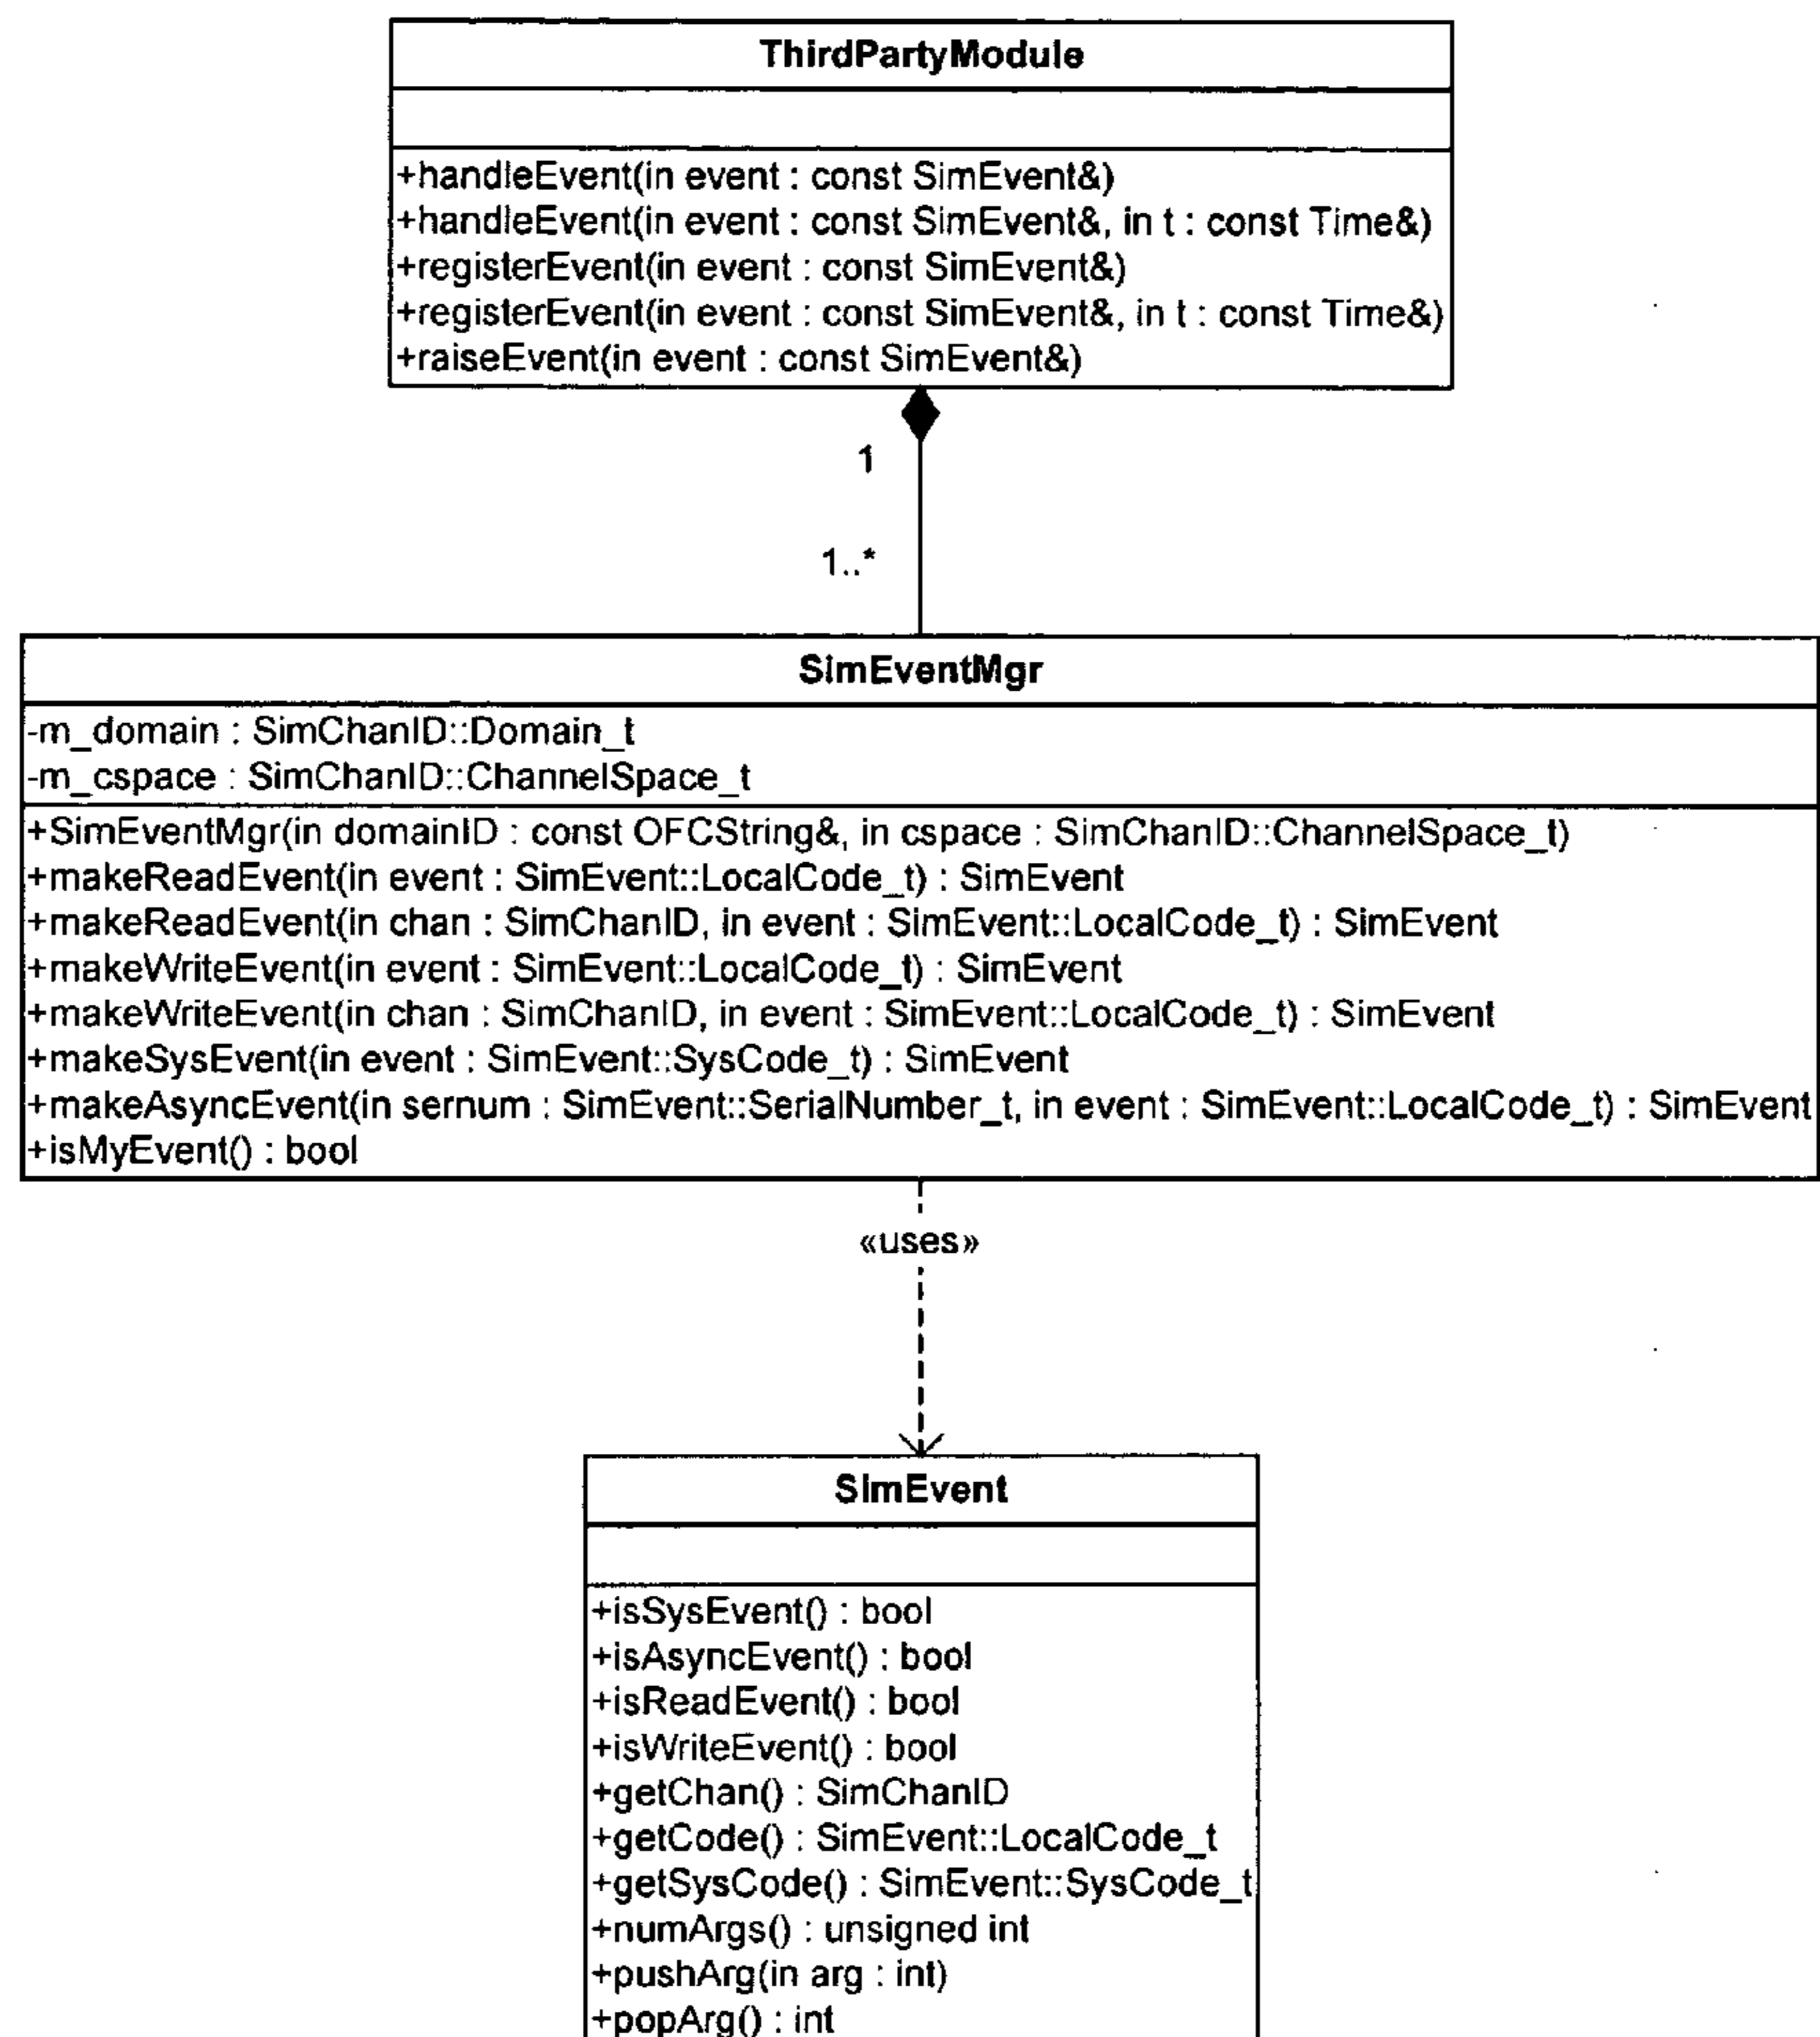 ThirdPartyModule
+handleEvent(in event : const SimEvent&)
+handleEvent(in event : const SimEvent&, in t : const Time&)
+registerEvent(in event : const SimEvent&)
+registerEvent(in event : const SimEvent&, in t : const Time&)
+raiseEvent(in event : const SimEvent&)
1
1..*
SimEventMgr
-m_domain : SimChanID::Domain_t
-m_cspace : SimChanID::ChannelSpace_t
+SimEventMgr(in domainID : const OFCString&, in cspace : SimChanID::ChannelSpace_t)
+makeReadEvent(in event : SimEvent::LocalCode_t) : SimEvent
+makeReadEvent(in chan : SimChanID, in event : SimEvent::LocalCode_t) : SimEvent
+makeWriteEvent(in event : SimEvent::LocalCode_t) : SimEvent
+makeWriteEvent(in chan : SimChanID, in event : SimEvent::LocalCode_t) : SimEvent
+makeSysEvent(in event : SimEvent::SysCode_t) : SimEvent
+makeAsyncEvent(in sernum : SimEvent::SerialNumber_t, in event : SimEvent::LocalCode_t) : SimEvent
+isMyEvent() : bool
«uses»
SimEvent
+isSysEvent() : bool
+isAsyncEvent() : bool
+isReadEvent() : bool
+isWriteEvent() : bool
+getChan() : SimChanID
+getCode() : SimEvent::LocalCode_t
+getSysCode() : SimEvent::SysCode_t
+numArgs() : unsigned int
+pushArg(in arg : int)
+popArg() : int